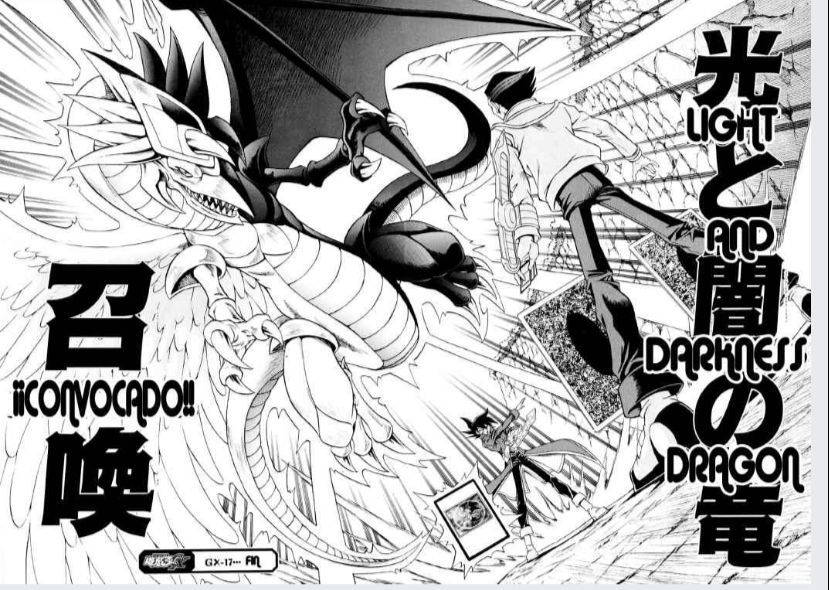 光と闇の竜
LIGHT
AND
DARKNESS
DRAGON
召喚
¡¡CONVOCADO!!
GX-17... FIN